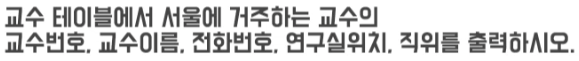 교수 테이블에서 서울에 거주하는 교수의
교수번호, 교수이름, 전화번호, 연구실위치, 직위를 출력하시오.